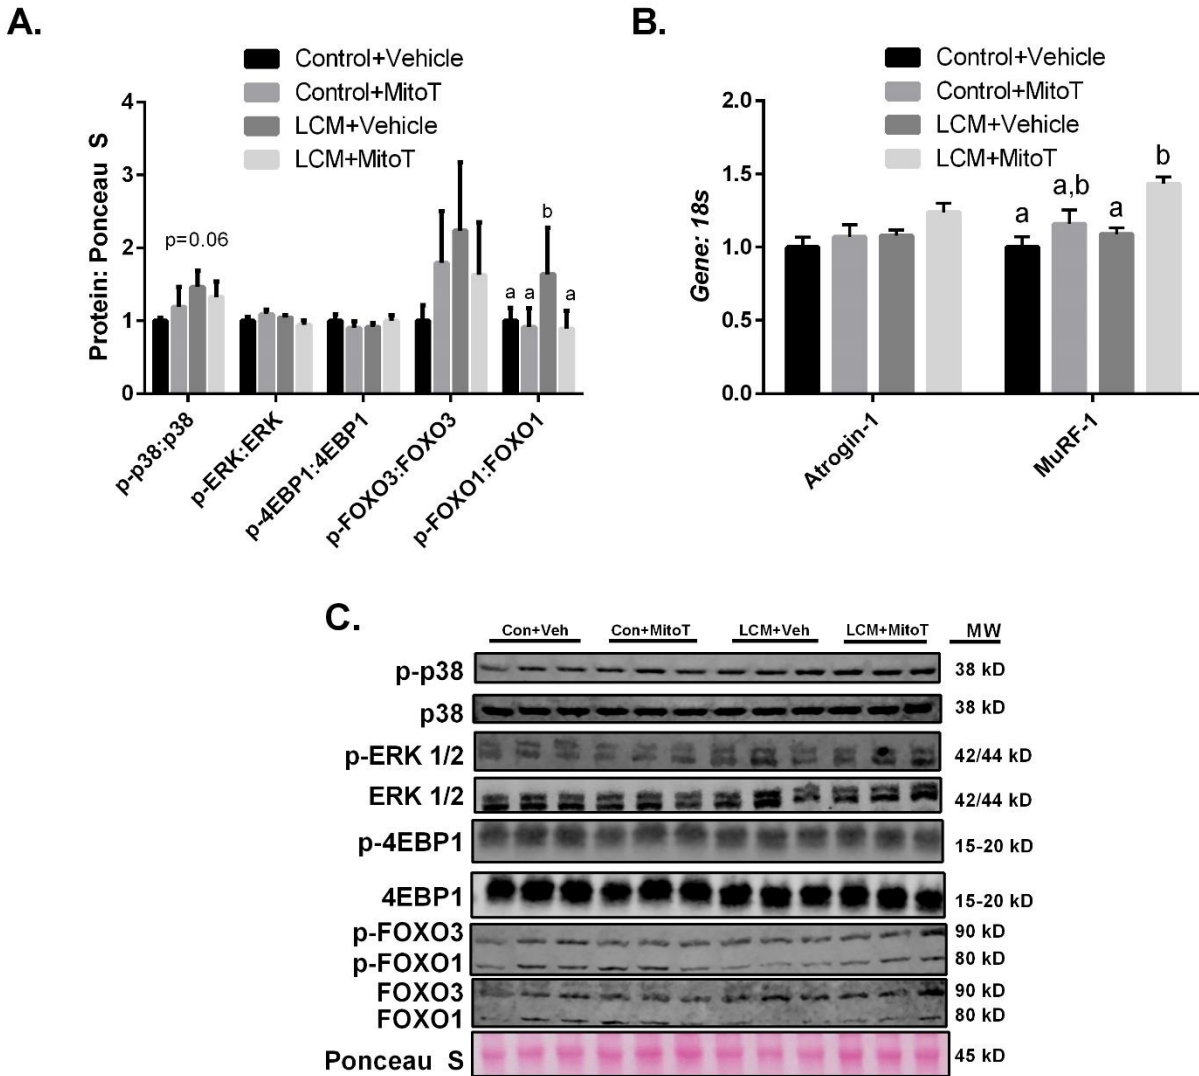 A.
Control+Vehicle
Control+MitoT
LCM+Vehicle
LCM+MitoT
Protein: Ponceau S
4
3
2
1
0
p=0.06
a
a
b
a
p-p38:p38
p-ERK:ERK
p-4EBP1:4EBP1
p-FOXO3:FOXO3
p-FOXO1:FOXO1
B.
Control+Vehicle
Control+MitoT
LCM+Vehicle
LCM+MitoT
Gene: 18s
2.0
1.5
1.0
0.5
0.0
a
a,b
a
b
Atrogin-1
MuRF-1
C.
Con+Veh Con+MitoT LCM+Veh LCM+MitoT MW
p-p38 38 kD
p38 38 kD
p-ERK 1/2 42/44 kD
ERK 1/2 42/44 kD
p-4EBP1 15-20 kD
4EBP1 15-20 kD
p-FOXO3 90 kD
p-FOXO1 80 kD
FOXO3 90 kD
FOXO1 80 kD
Ponceau S 45 kD